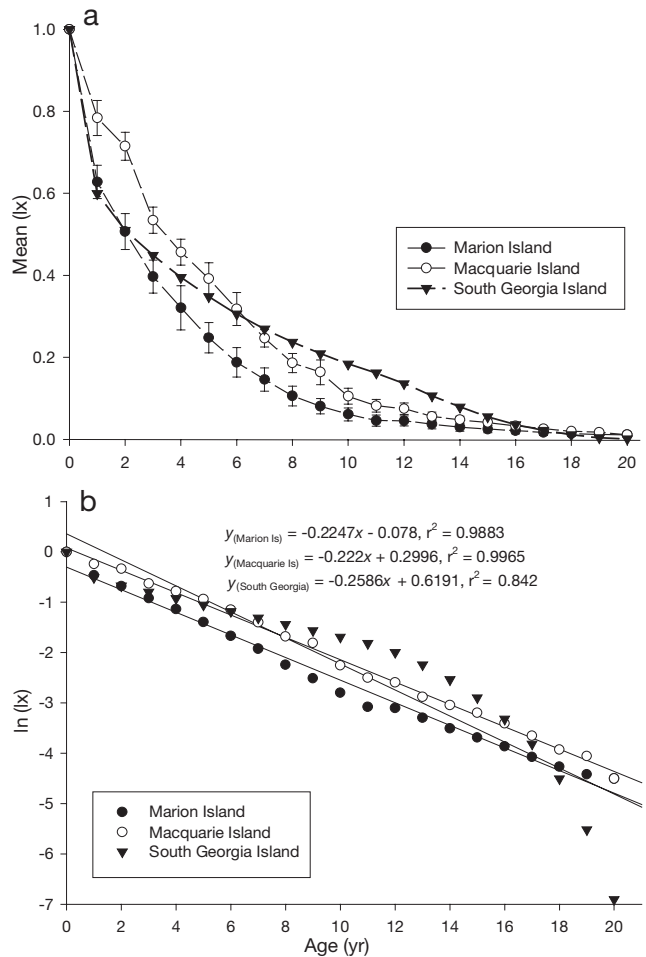 a
1.0
0.8
0.6
0.4
0.2
0.0
Mean (lx)
Marion Island
Macquarie Island
South Georgia Island
0 2 4 6 8 10 12 14 16 18 20
b
1
0
-1
-2
-3
-4
-5
-6
-7
ln (lx)
y(Marion Is) = -0.2247x - 0.078, r² = 0.9883
y(Macquarie Is) = -0.222x + 0.2996, r² = 0.9965
y(South Georgia) = -0.2586x + 0.6191, r² = 0.842
Marion Island
Macquarie Island
South Georgia Island
0 2 4 6 8 10 12 14 16 18 20
Age (yr)